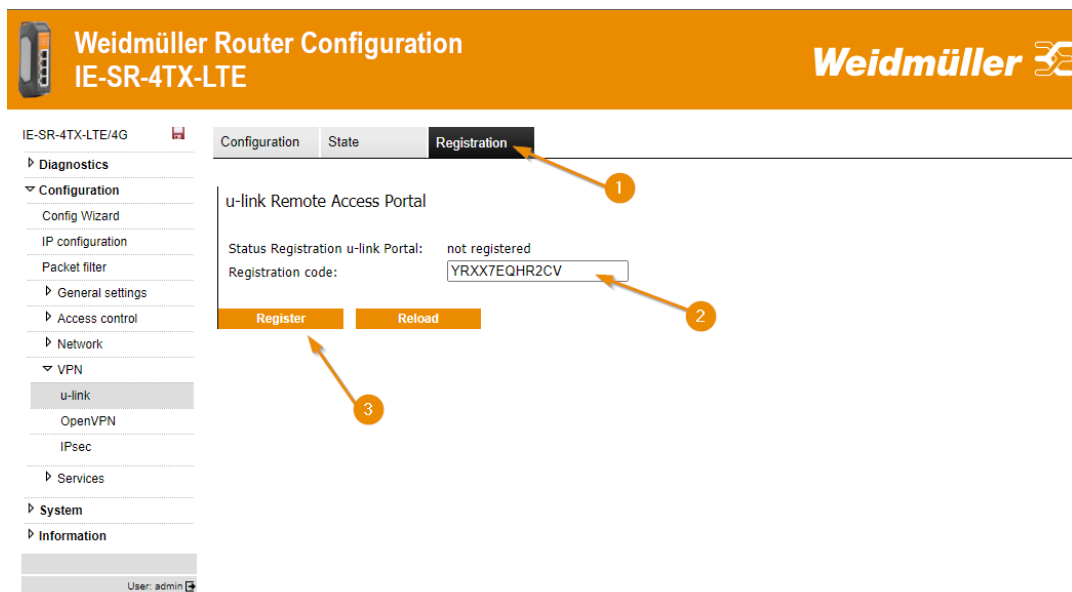 Weidmüller Router Configuration
IE-SR-4TX-LTE
Weidmüller
IE-SR-4TX-LTE/4G
Diagnostics
Configuration
Config Wizard
IP configuration
Packet filter
General settings
Access control
Network
VPN
u-link
OpenVPN
IPsec
Services
System
Information
User: admin
Configuration State Registration
1
u-link Remote Access Portal
Status Registration u-link Portal: not registered
Registration code: YRXX7EQHR2CV
2
Register Reload
3